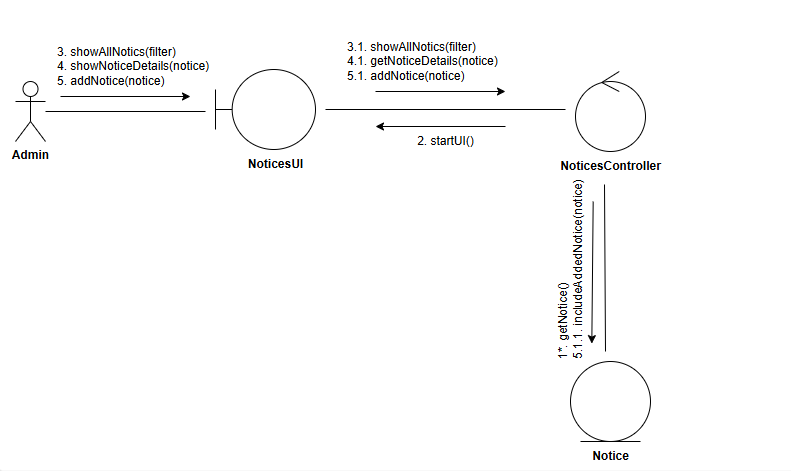 3. showAllNotics(filter)
4. showNoticeDetails(notice)
5. addNotice(notice)
Admin
NoticesUI
3.1. showAllNotics(filter)
4.1. getNoticeDetails(notice)
5.1. addNotice(notice)
2. startUI()
NoticesController
1*. getNotice()
5.1.1. includeAddedNotice(notice)
Notice